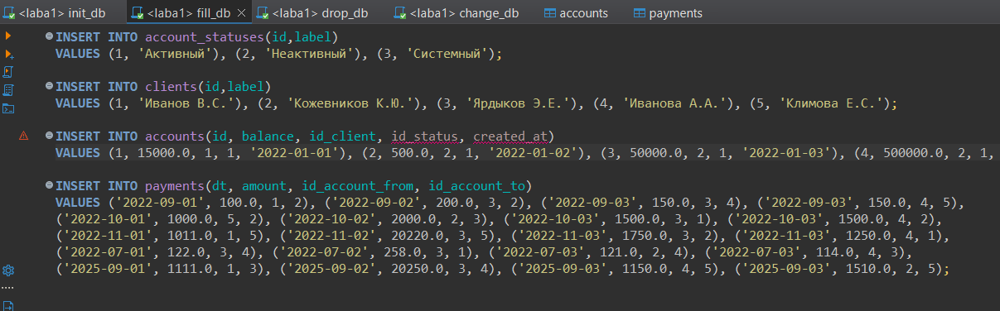 <laba1> init_db <laba1> fill_db <laba1> drop_db <laba1> change_db accounts payments
INSERT INTO account_statuses(id,label)
VALUES (1, 'Активный'), (2, 'Неактивный'), (3, 'Системный');
INSERT INTO clients(id,label)
VALUES (1, 'Иванов В.С.'), (2, 'Кожевников К.Ю.'), (3, 'Ярдыков Э.Е.'), (4, 'Иванова А.А.'), (5, 'Климова Е.С.');
INSERT INTO accounts(id, balance, id_client, id_status, created_at)
VALUES (1, 15000.0, 1, 1, '2022-01-01'), (2, 500.0, 2, 1, '2022-01-02'), (3, 50000.0, 2, 1, '2022-01-03'), (4, 500000.0, 2, 1,
INSERT INTO payments(dt, amount, id_account_from, id_account_to)
VALUES ('2022-09-01', 100.0, 1, 2), ('2022-09-02', 200.0, 3, 2), ('2022-09-03', 150.0, 3, 4), ('2022-09-03', 150.0, 4, 5),
('2022-10-01', 1000.0, 5, 2), ('2022-10-02', 2000.0, 2, 3), ('2022-10-03', 1500.0, 3, 1), ('2022-10-03', 1500.0, 4, 2),
('2022-11-01', 1011.0, 1, 5), ('2022-11-02', 20220.0, 3, 5), ('2022-11-03', 1750.0, 3, 2), ('2022-11-03', 1250.0, 4, 1),
('2022-07-01', 122.0, 3, 4), ('2022-07-02', 258.0, 3, 1), ('2022-07-03', 121.0, 2, 4), ('2022-07-03', 114.0, 4, 3),
('2025-09-01', 1111.0, 1, 3), ('2025-09-02', 20250.0, 3, 4), ('2025-09-03', 1150.0, 4, 5), ('2025-09-03', 1510.0, 2, 5);